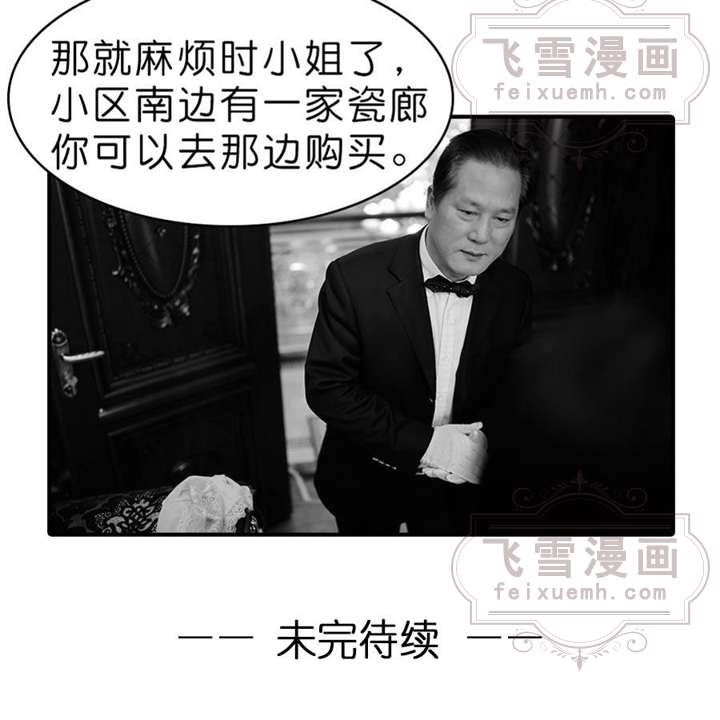 飞雪漫画
feixuemh.com
那就麻烦时小姐了，
小区南边有一家瓷廊
你可以去那边购买。
飞雪漫画
feixuemh.com
—— 未完待续 ——